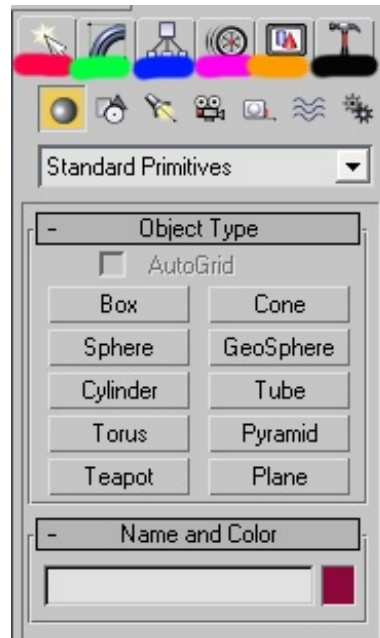 Standard Primitives
- Object Type
AutoGrid
Box Cone
Sphere GeoSphere
Cylinder Tube
Torus Pyramid
Teapot Plane
- Name and Color